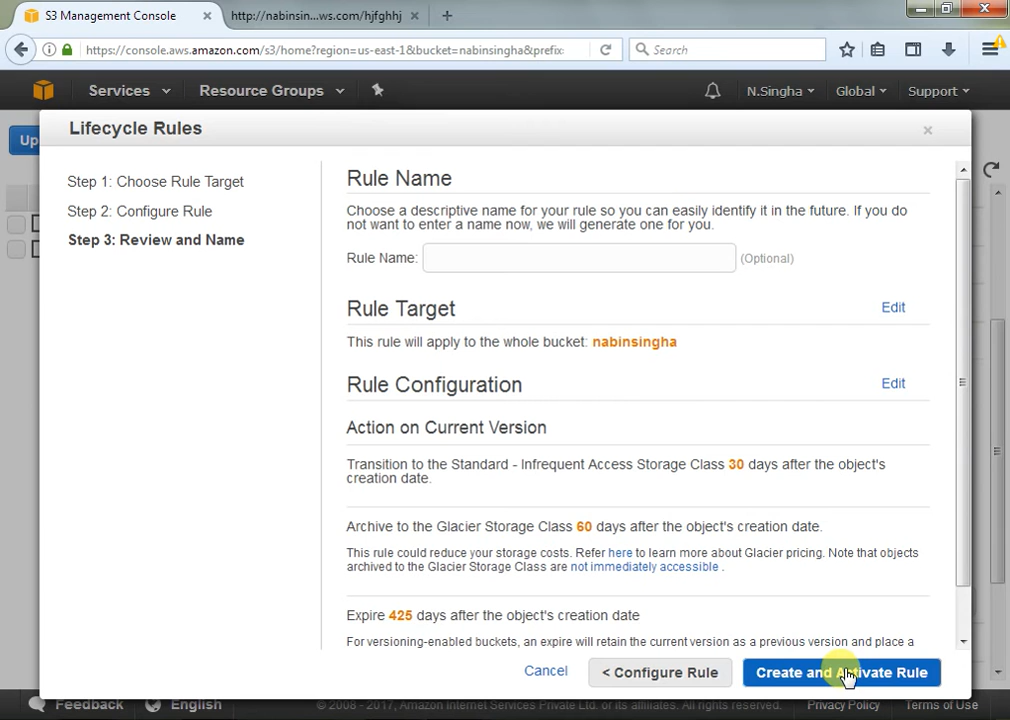 S3 Management Console
http://nabinsin...ws.com/hjfghhj
https://console.aws.amazon.com/s3/home?region=us-east-1&bucket=nabinsingha&prefix:
Search
Services
Resource Groups
N.Singha
Global
Support
Up
Lifecycle Rules
Step 1: Choose Rule Target
Step 2: Configure Rule
Step 3: Review and Name
Rule Name
Choose a descriptive name for your rule so you can easily identify it in the future. If you do
not want to enter a name now, we will generate one for you.
Rule Name:
(Optional)
Rule Target
Edit
This rule will apply to the whole bucket: nabinsingha
Rule Configuration
Edit
Action on Current Version
Transition to the Standard - Infrequent Access Storage Class 30 days after the object's
creation date.
Archive to the Glacier Storage Class 60 days after the object's creation date.
This rule could reduce your storage costs. Refer here to learn more about Glacier pricing. Note that objects
archived to the Glacier Storage Class are not immediately accessible .
Expire 425 days after the object's creation date
For versioning-enabled buckets, an expire will retain the current version as a previous version and place a
Cancel
< Configure Rule
Create and Activate Rule
Feedback
English
© 2008 - 2017, Amazon Internet Services Private Ltd. or its affiliates. All rights reserved.
Privacy Policy
Terms of Use